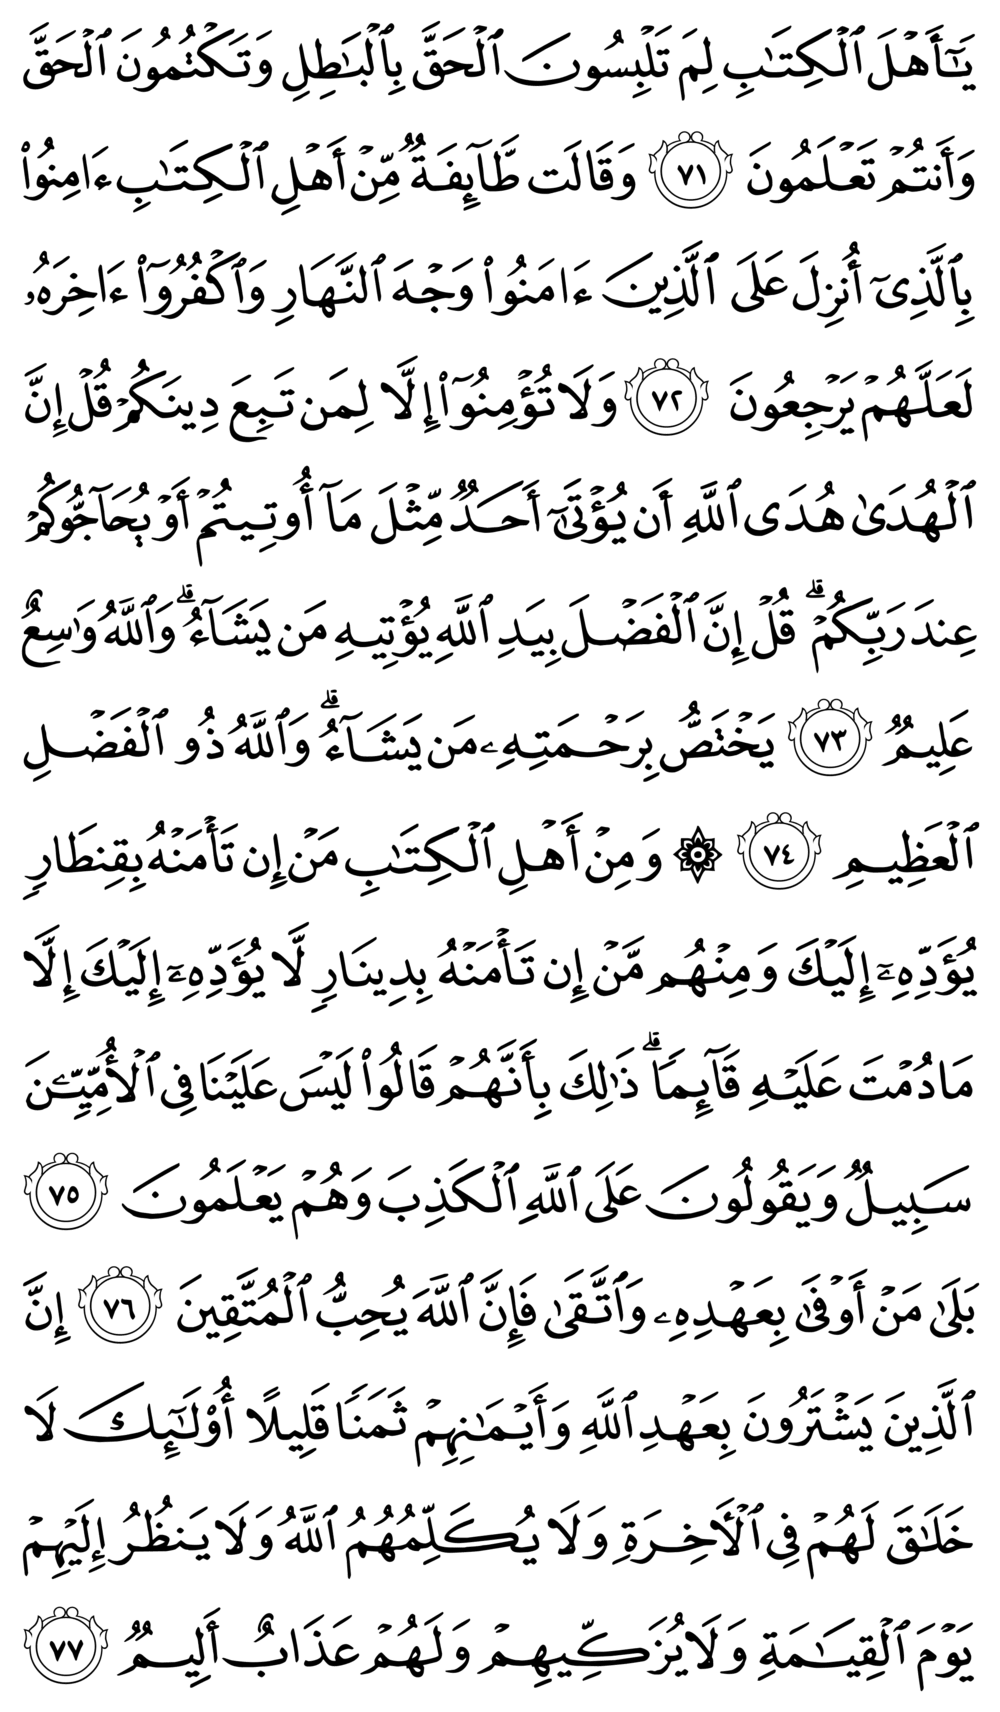 يَـٰٓأَهۡلَ ٱلۡكِتَـٰبِ لِمَ تَلۡبِسُونَ ٱلۡحَقَّ بِٱلۡبَـٰطِلِ وَتَكۡتُمُونَ ٱلۡحَقَّ
وَأَنتُمۡ تَعۡلَمُونَ ٧١ وَقَالَت طَّآئِفَةٌ مِّنۡ أَهۡلِ ٱلۡكِتَـٰبِ ءَامِنُواْ
بِٱلَّذِىٓ أُنزِلَ عَلَى ٱلَّذِينَ ءَامَنُواْ وَجۡهَ ٱلنَّهَارِ وَٱكۡفُرُوٓاْ ءَاخِرَهُۥ
لَعَلَّهُمۡ يَرۡجِعُونَ ٧٢ وَلَا تُؤۡمِنُوٓاْ إِلَّا لِمَن تَبِعَ دِينَكُمۡ قُلۡ إِنَّ
ٱلۡهُدَىٰ هُدَى ٱللَّهِ أَن يُؤۡتَىٰٓ أَحَدٌ مِّثۡلَ مَآ أُوتِيتُمۡ أَوۡ يُحَآجُّوكُمۡ
عِندَ رَبِّكُمۡۗ قُلۡ إِنَّ ٱلۡفَضۡلَ بِيَدِ ٱللَّهِ يُؤۡتِيهِ مَن يَشَآءُۗ وَٱللَّهُ وَٰسِعٌ
عَلِيمٌ ٧٣ يَخۡتَصُّ بِرَحۡمَتِهِۦ مَن يَشَآءُۗ وَٱللَّهُ ذُو ٱلۡفَضۡلِ
ٱلۡعَظِيمِ ٧٤ ۞ وَمِنۡ أَهۡلِ ٱلۡكِتَـٰبِ مَنۡ إِن تَأۡمَنۡهُ بِقِنطَارٍ
يُؤَدِّهِۦٓ إِلَيۡكَ وَمِنۡهُم مَّنۡ إِن تَأۡمَنۡهُ بِدِينَارٍ لَّا يُؤَدِّهِۦٓ إِلَيۡكَ إِلَّا
مَا دُمۡتَ عَلَيۡهِ قَآئِمًاۗ ذَٰلِكَ بِأَنَّهُمۡ قَالُواْ لَيۡسَ عَلَيۡنَا فِى ٱلۡأُمِّيِّـۧنَ
سَبِيلٌ وَيَقُولُونَ عَلَى ٱللَّهِ ٱلۡكَذِبَ وَهُمۡ يَعۡلَمُونَ ٧٥
بَلَىٰ مَنۡ أَوۡفَىٰ بِعَهۡدِهِۦ وَٱتَّقَىٰ فَإِنَّ ٱللَّهَ يُحِبُّ ٱلۡمُتَّقِينَ ٧٦ إِنَّ
ٱلَّذِينَ يَشۡتَرُونَ بِعَهۡدِ ٱللَّهِ وَأَيۡمَـٰنِهِمۡ ثَمَنًا قَلِيلًا أُوْلَـٰٓئِكَ لَا
خَلَـٰقَ لَهُمۡ فِى ٱلۡأَخِرَةِ وَلَا يُكَلِّمُهُمُ ٱللَّهُ وَلَا يَنظُرُ إِلَيۡهِمۡ
يَوۡمَ ٱلۡقِيَـٰمَةِ وَلَا يُزَكِّيهِمۡ وَلَهُمۡ عَذَابٌ أَلِيمٌ ٧٧